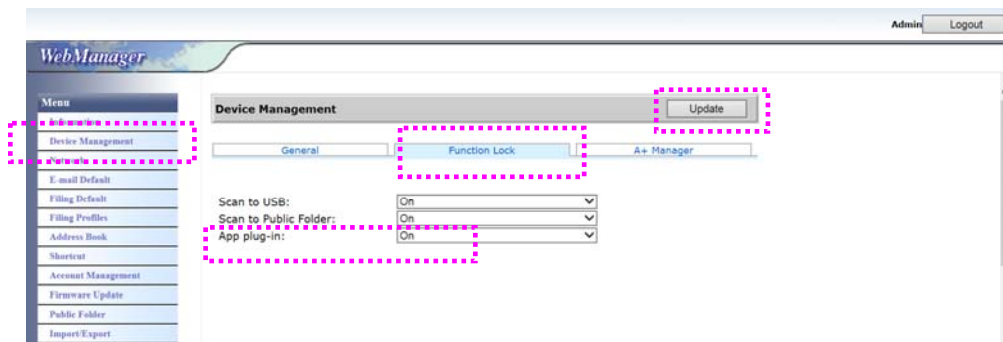 Admin Logout
WebManager
Menu
Information
Device Management
Network
E-mail Default
Filing Default
Filing Profiles
Address Book
Shortcut
Account Management
Firmware Update
Public Folder
Import/Export
Device Management Update
General Function Lock A+ Manager
Scan to USB: On
Scan to Public Folder: On
App plug-in: On